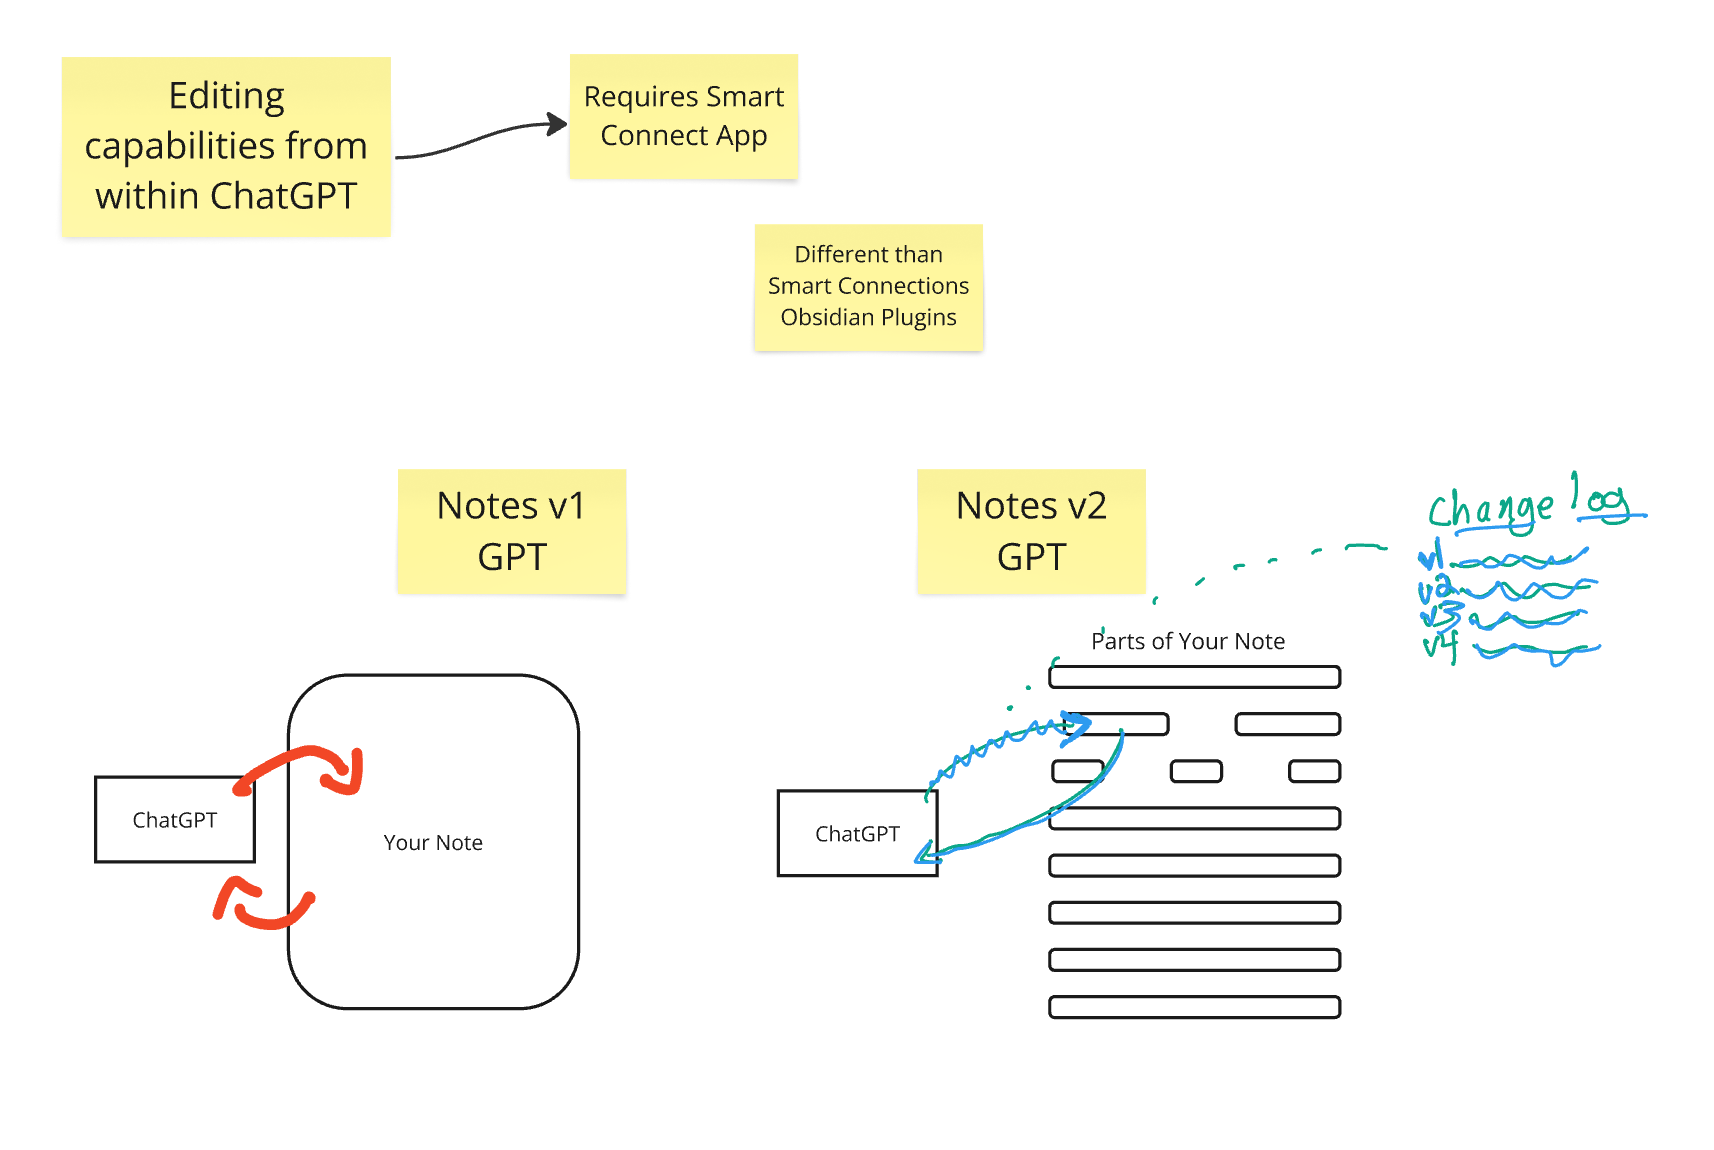 Editing
capabilities from
within ChatGPT
Requires Smart
Connect App
Different than
Smart Connections
Obsidian Plugins
Notes v1
GPT
Notes v2
GPT
change log
v1
v2
v3
v4
Parts of Your Note
ChatGPT
Your Note
ChatGPT